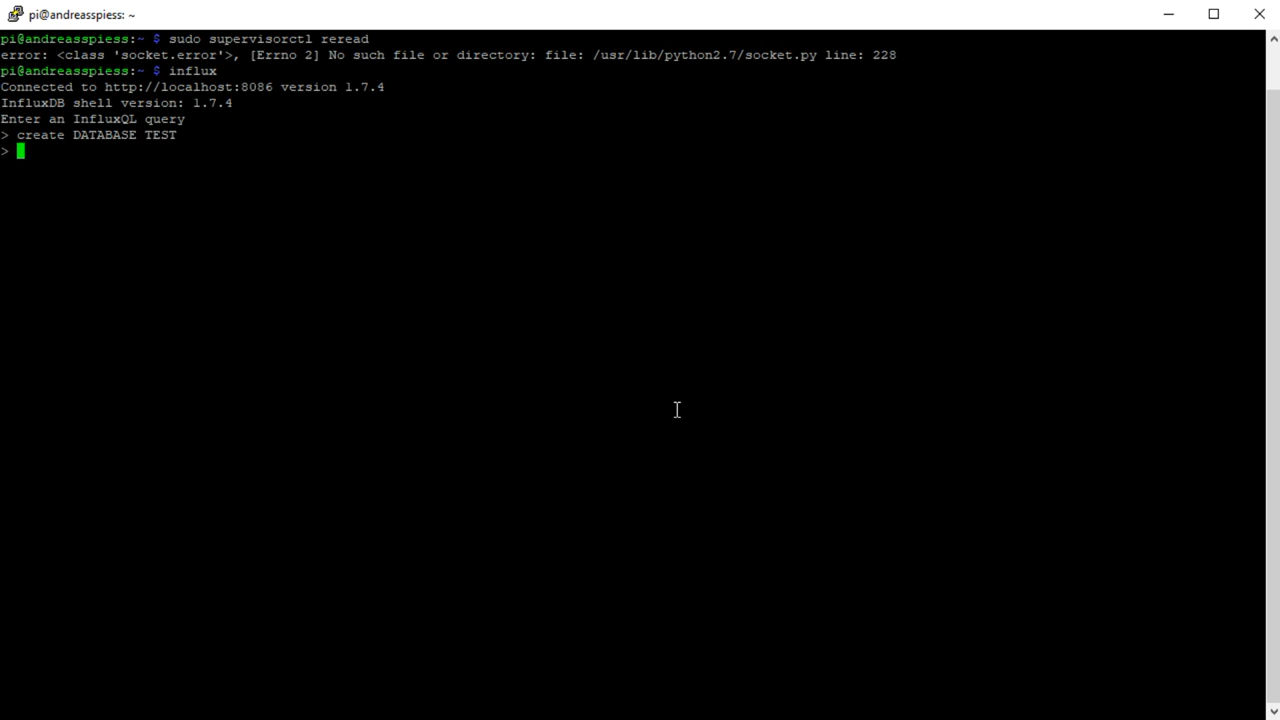 pi@andreasspiess: ~
pi@andreasspiess:~ $ sudo supervisorctl reread
error: <class 'socket.error'>, [Errno 2] No such file or directory: file: /usr/lib/python2.7/socket.py line: 228
pi@andreasspiess:~ $ influx
Connected to http://localhost:8086 version 1.7.4
InfluxDB shell version: 1.7.4
Enter an InfluxQL query
> create DATABASE TEST
>